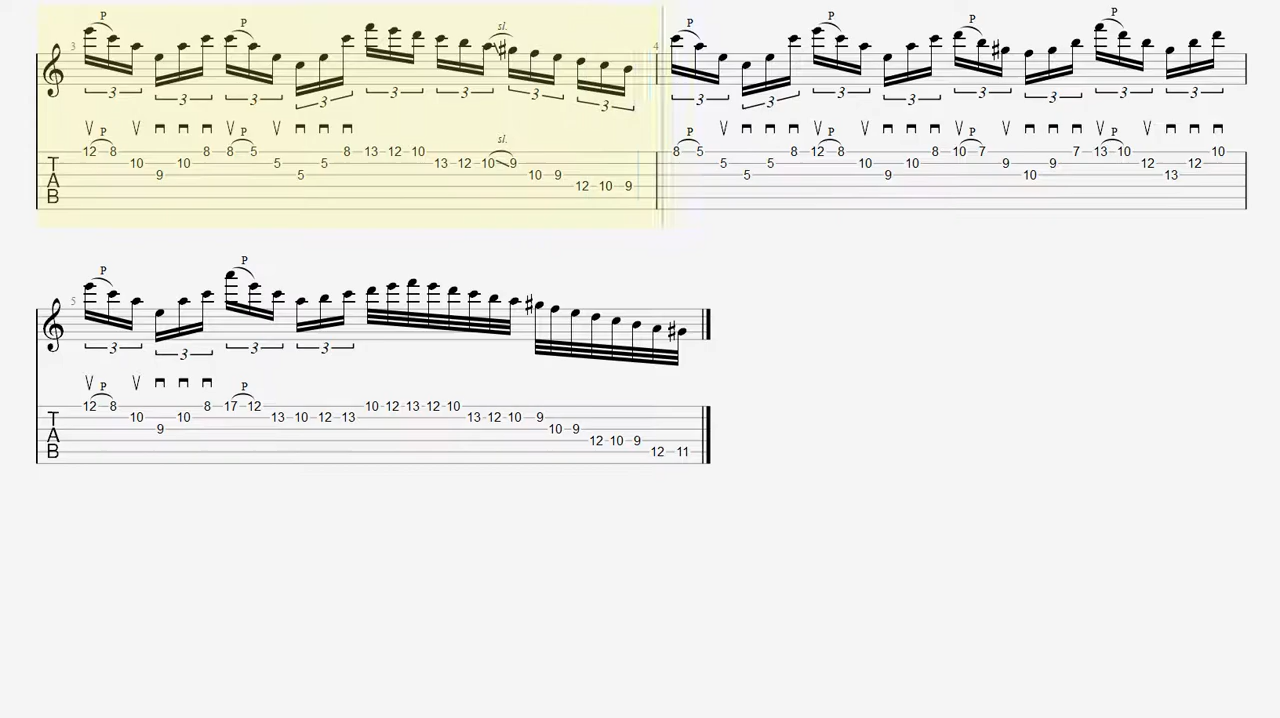 P P sl. P P P P
3 4
3 3 3 3 3 3 3 3 3 3 3 3 3 3 3 3
P P sl. P P P P
12 8 8 8 5 8 13 12 10 8 5 8 12 8 8 10 7 7 13 10 10
T 10 10 5 5 13 12 10 9 5 5 10 10 9 9 12 12
A 9 5 10 9 5 9 10 13
12 10 9
B
P P
5
3 3 3 3
P P
12 8 8 17 12 10 12 13 12 10
T 10 10 13 10 12 13 13 12 10 9
A 9 10 9
12 10 9
B 12 11